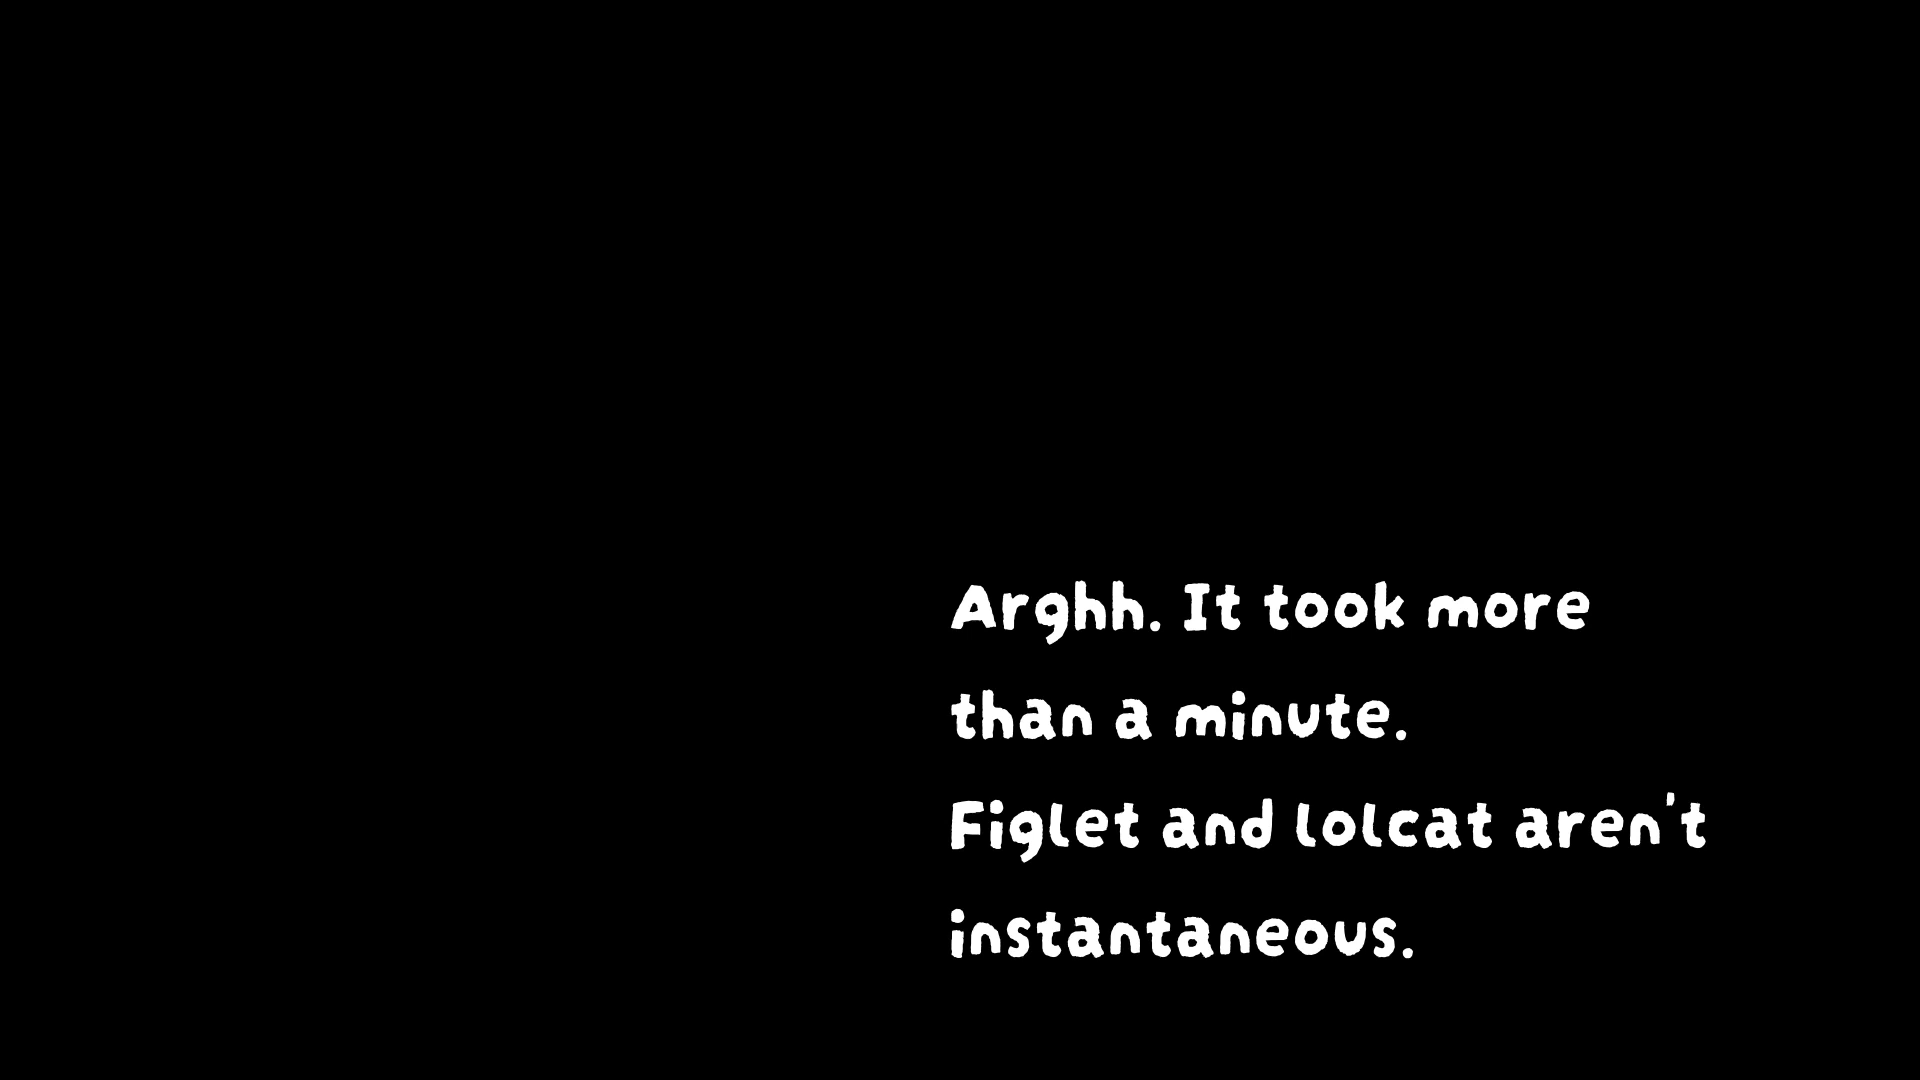 Arghh. It took more
than a minute.
Figlet and lolcat aren't
instantaneous.